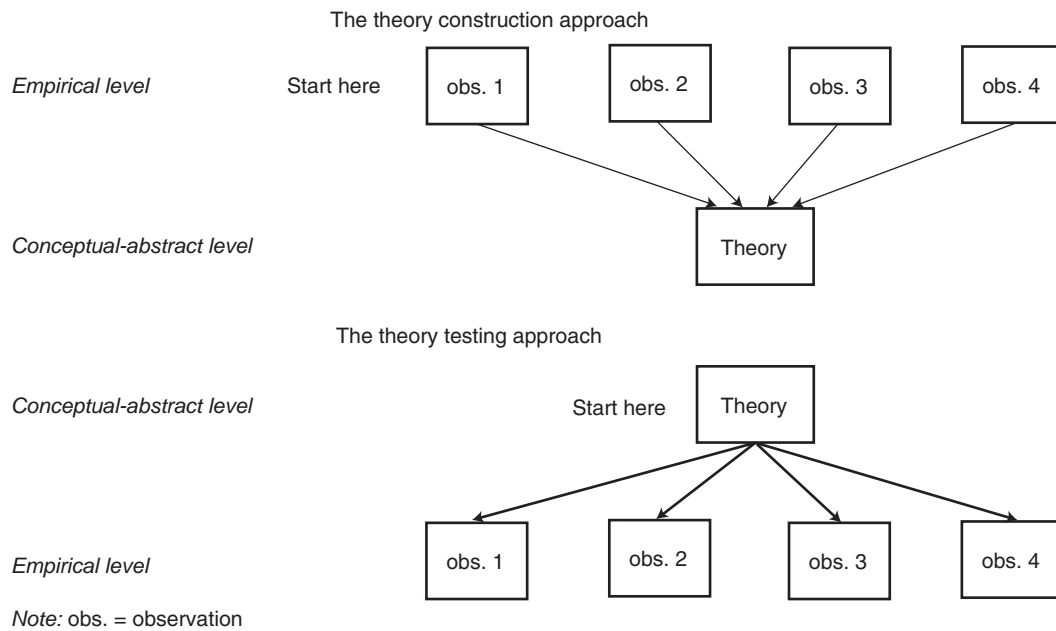 The theory construction approach
Empirical level Start here obs. 1 obs. 2 obs. 3 obs. 4
Conceptual-abstract level Theory
The theory testing approach
Conceptual-abstract level Start here Theory
Empirical level obs. 1 obs. 2 obs. 3 obs. 4
Note: obs. = observation